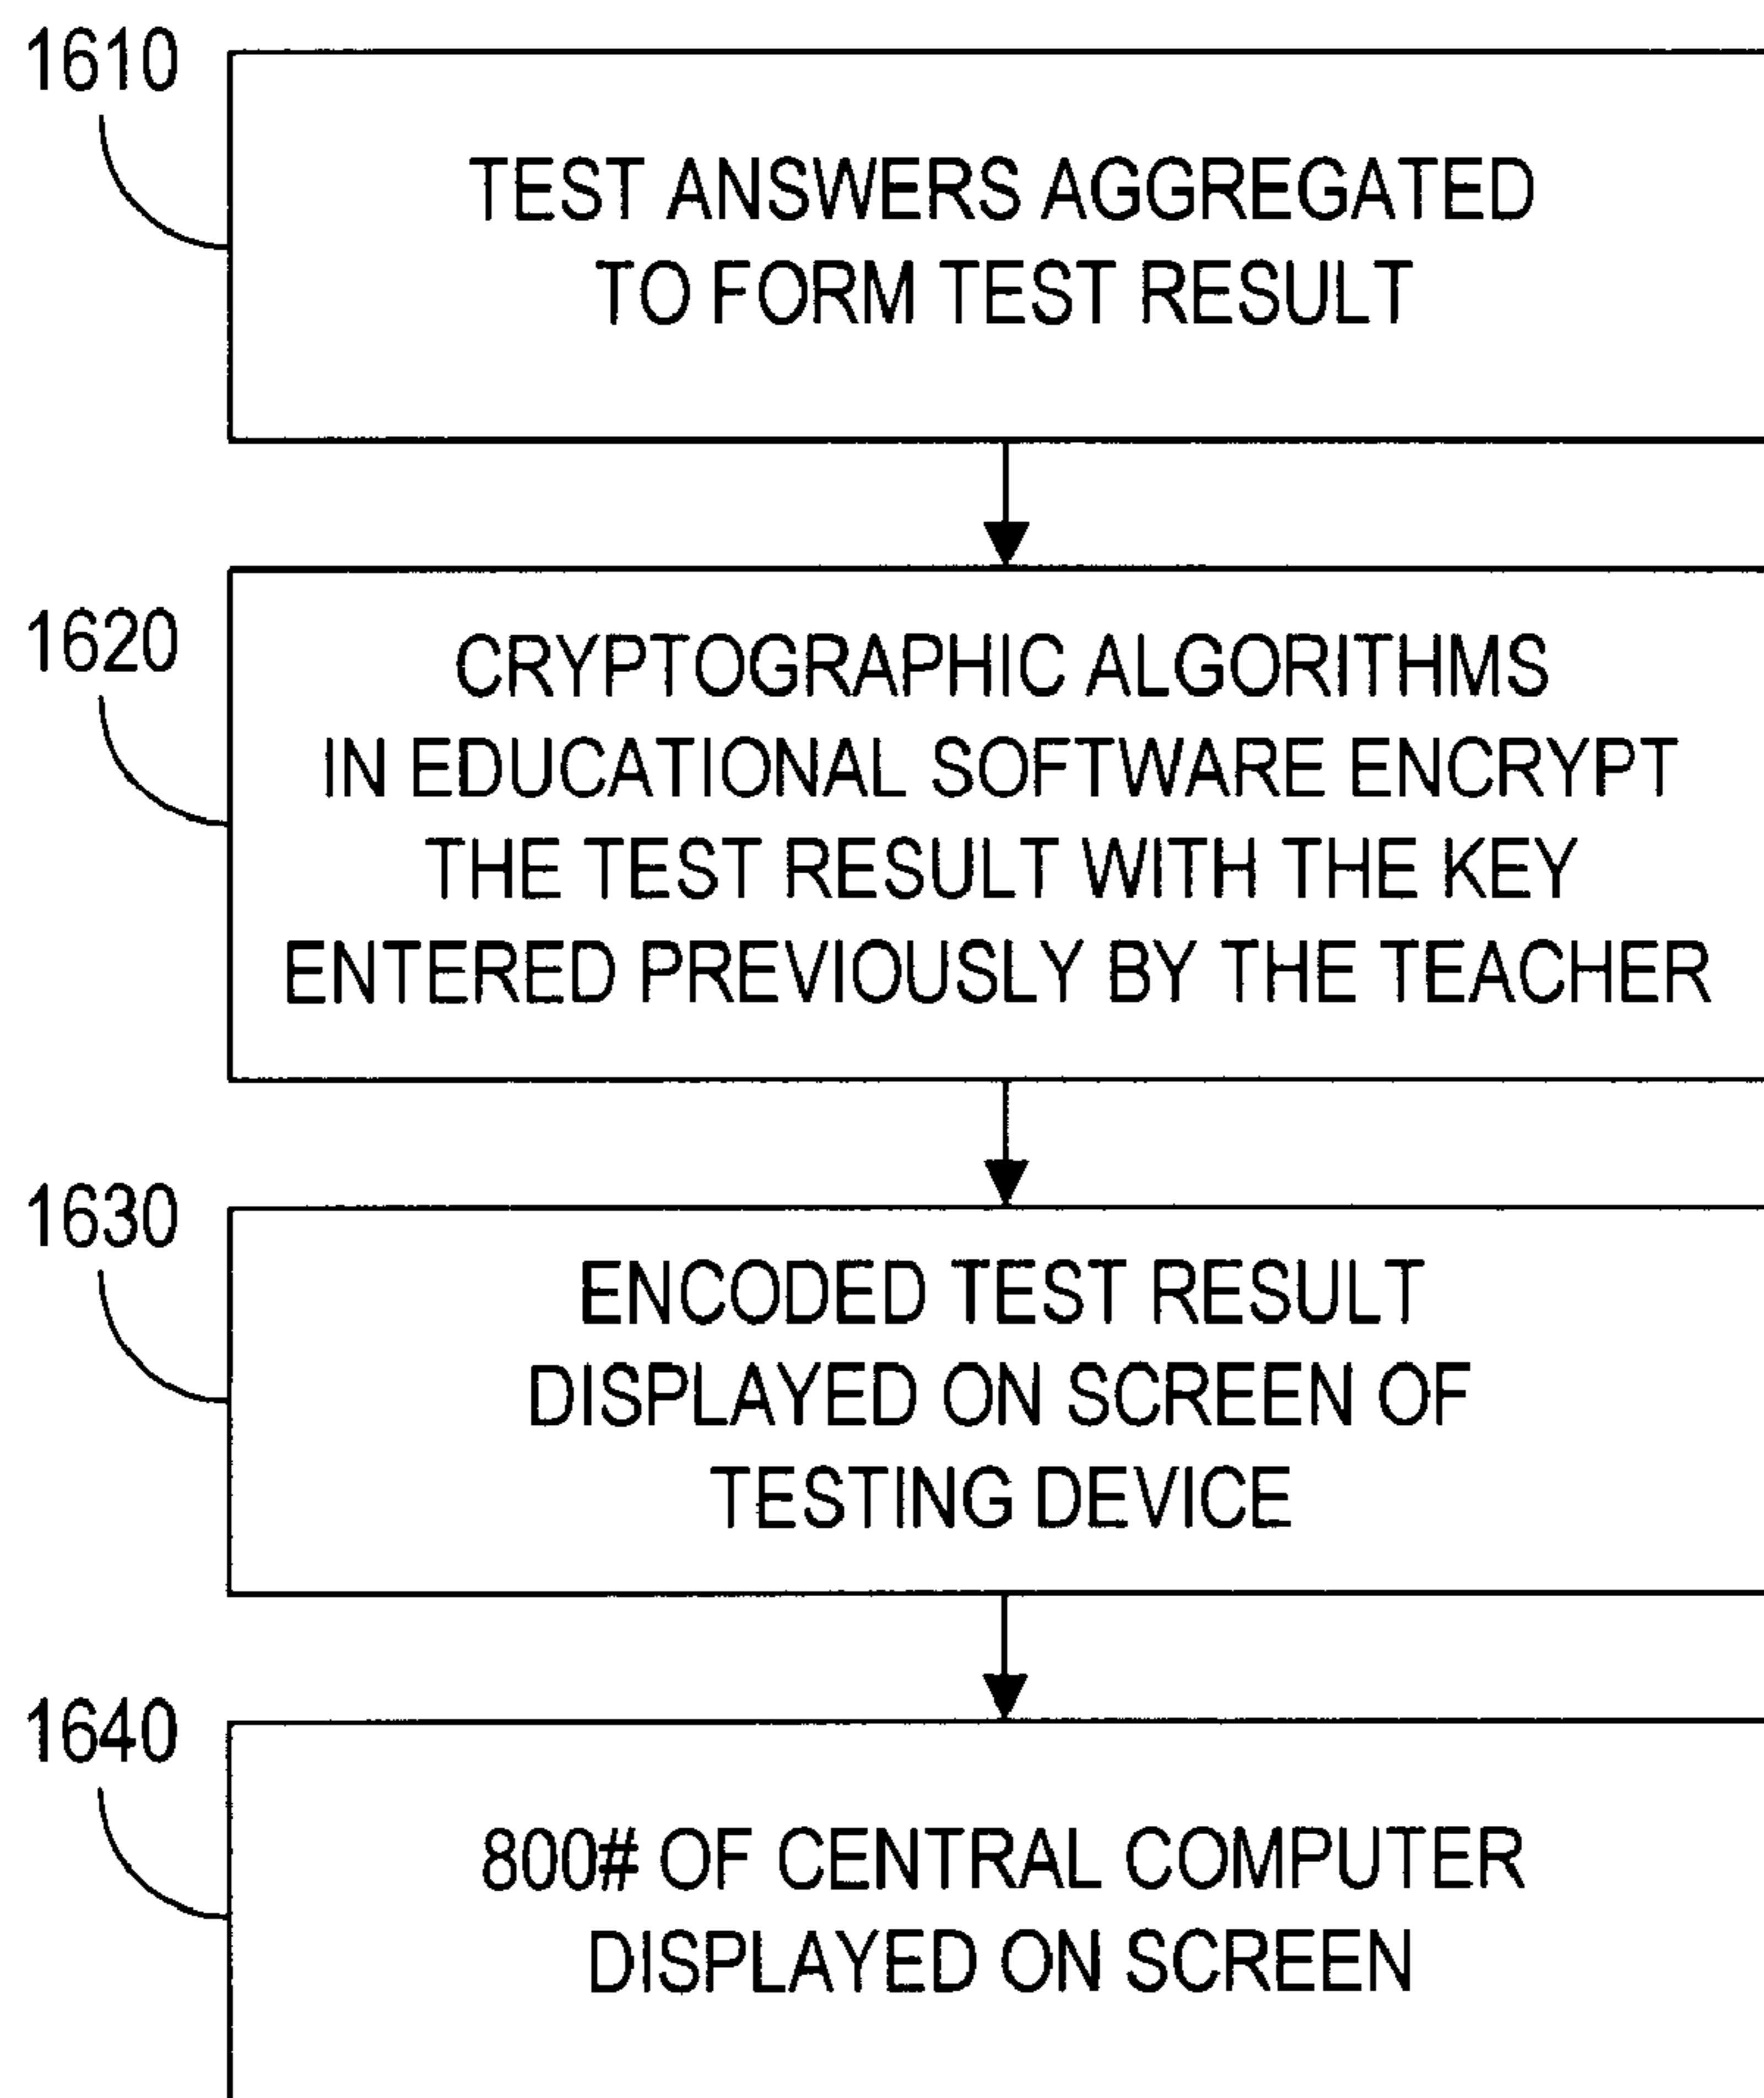 1610
TEST ANSWERS AGGREGATED
TO FORM TEST RESULT
1620
CRYPTOGRAPHIC ALGORITHMS
IN EDUCATIONAL SOFTWARE ENCRYPT
THE TEST RESULT WITH THE KEY
ENTERED PREVIOUSLY BY THE TEACHER
1630
ENCODED TEST RESULT
DISPLAYED ON SCREEN OF
TESTING DEVICE
1640
800# OF CENTRAL COMPUTER
DISPLAYED ON SCREEN